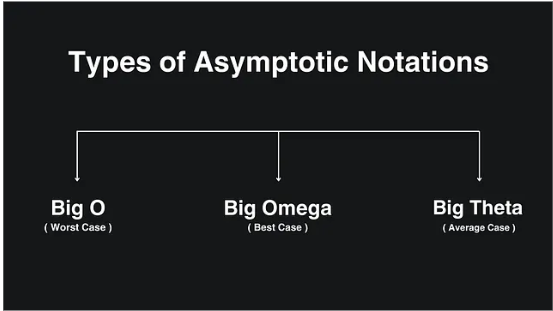 Types of Asymptotic Notations
Big O
( Worst Case )
Big Omega
( Best Case )
Big Theta
( Average Case )